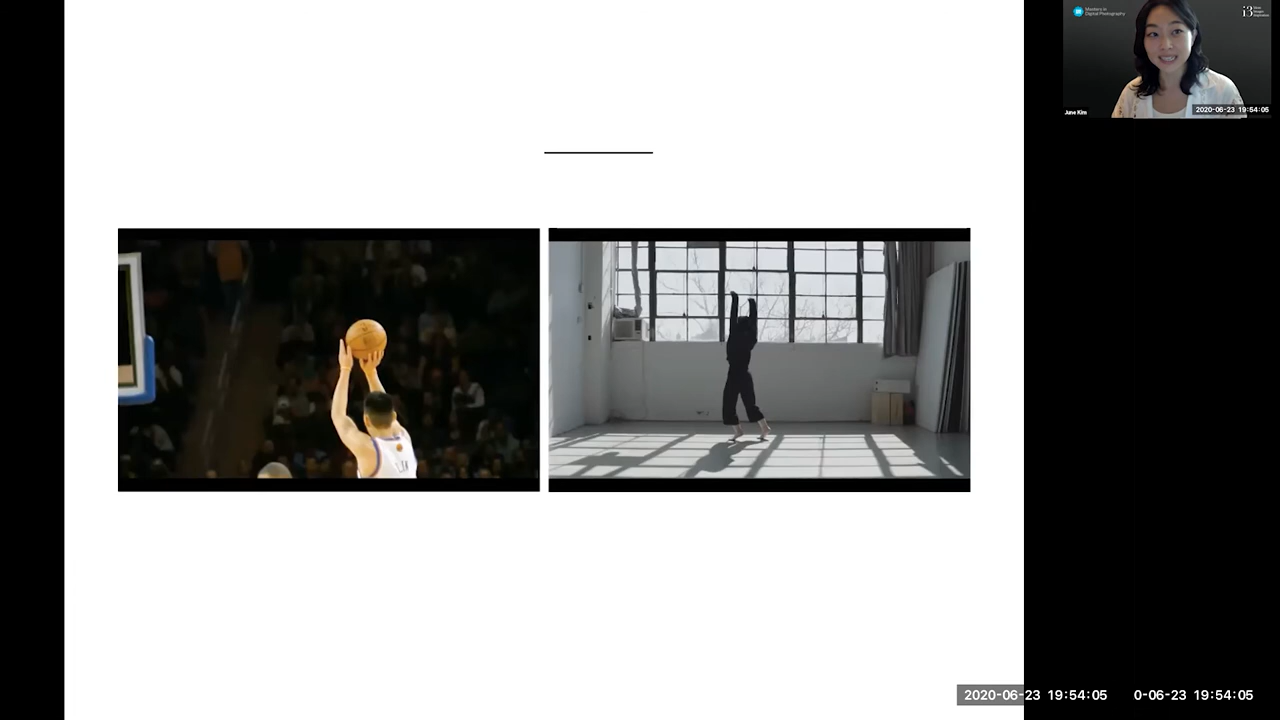 Masters in
Digital Photography
i3
2020-06-23 19:54:05
June Kim
LIN
2020-06-23 19:54:05
0-06-23 19:54:05